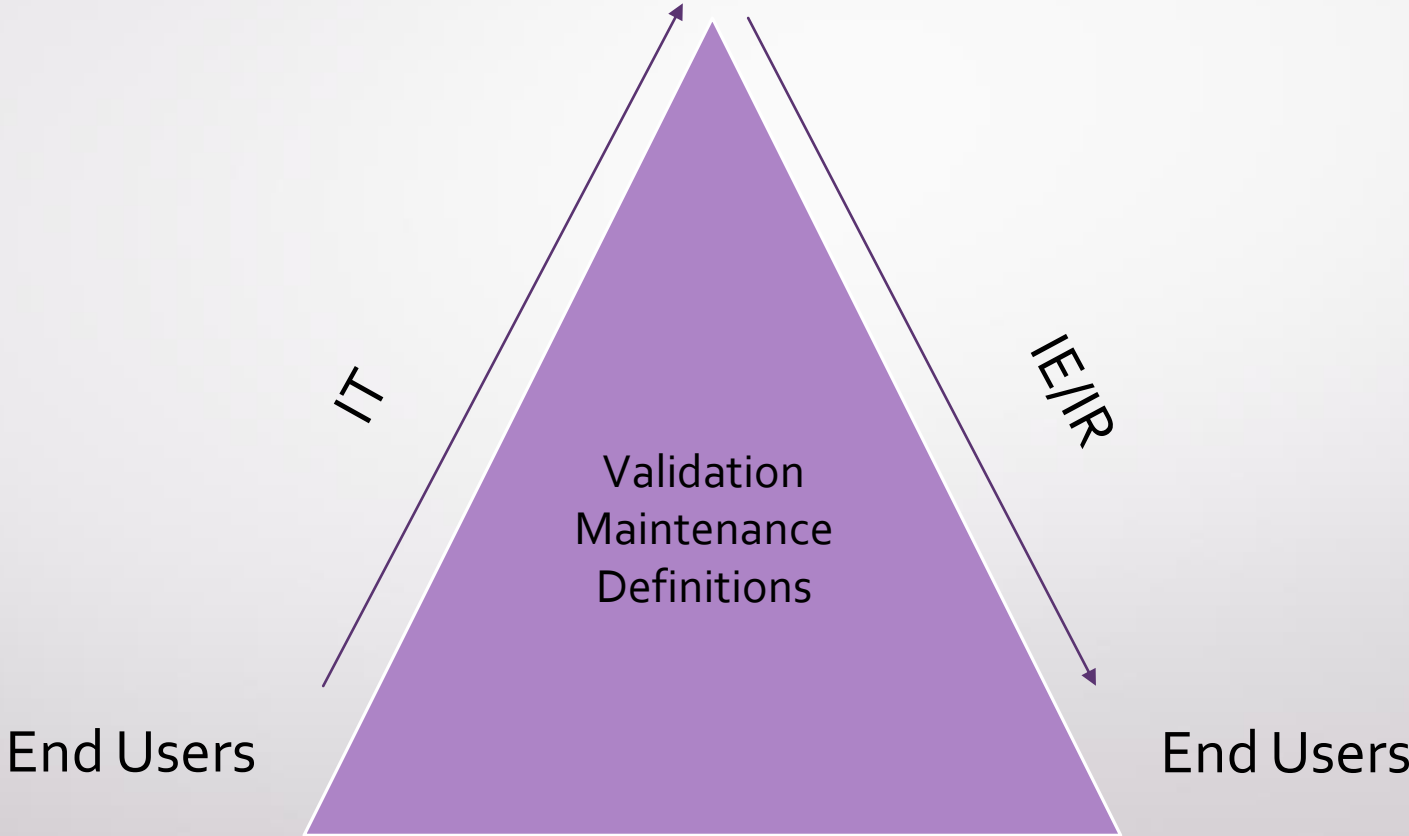 IT
IE/IR
Validation
Maintenance
Definitions
End Users
End Users